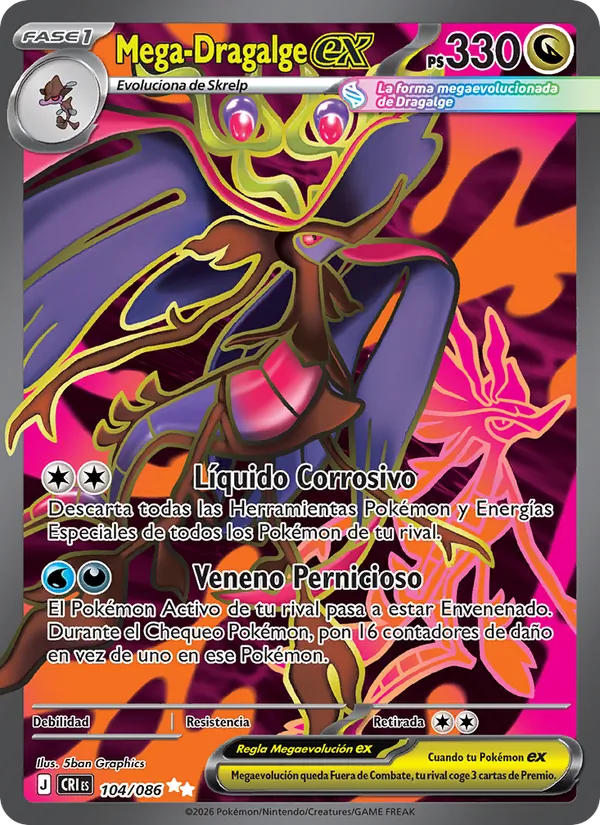 FASE 1
Mega-Dragalge ex
PS 330
Evoluciona de Skrelp
La forma megaevolucionada
de Dragalge
Líquido Corrosivo
Descarta todas las Herramientas Pokémon y Energías
Especiales de todos los Pokémon de tu rival.
Veneno Pernicioso
El Pokémon Activo de tu rival pasa a estar Envenenado.
Durante el Chequeo Pokémon, pon 16 contadores de daño
en vez de uno en ese Pokémon.
Debilidad Resistencia Retirada
Ilus. 5ban Graphics
Regla Megaevolución ex Cuando tu Pokémon ex
Megaevolución queda Fuera de Combate, tu rival coge 3 cartas de Premio.
J CRI ES 104/086
©2026 Pokémon/Nintendo/Creatures/GAME FREAK